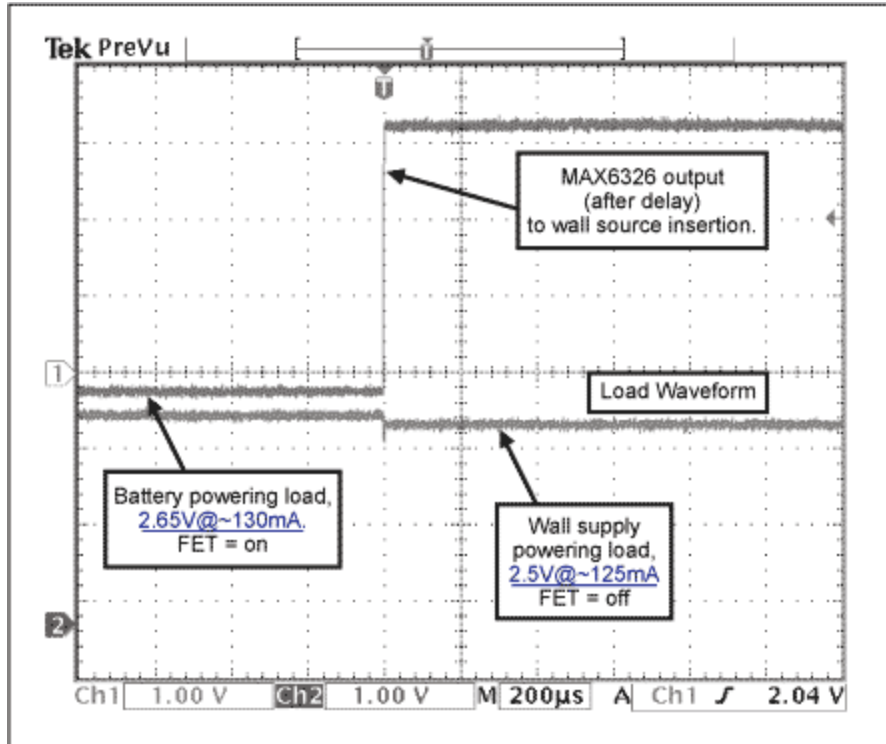 Tek PreVu
T
T
MAX6326 output
(after delay)
to wall source insertion.
1
Load Waveform
Battery powering load,
2.65V@~130mA.
FET = on
Wall supply
powering load,
2.5V@~125mA
FET = off
2
Ch1 1.00 V Ch2 1.00 V M 200µs A Ch1 ʃ 2.04 V